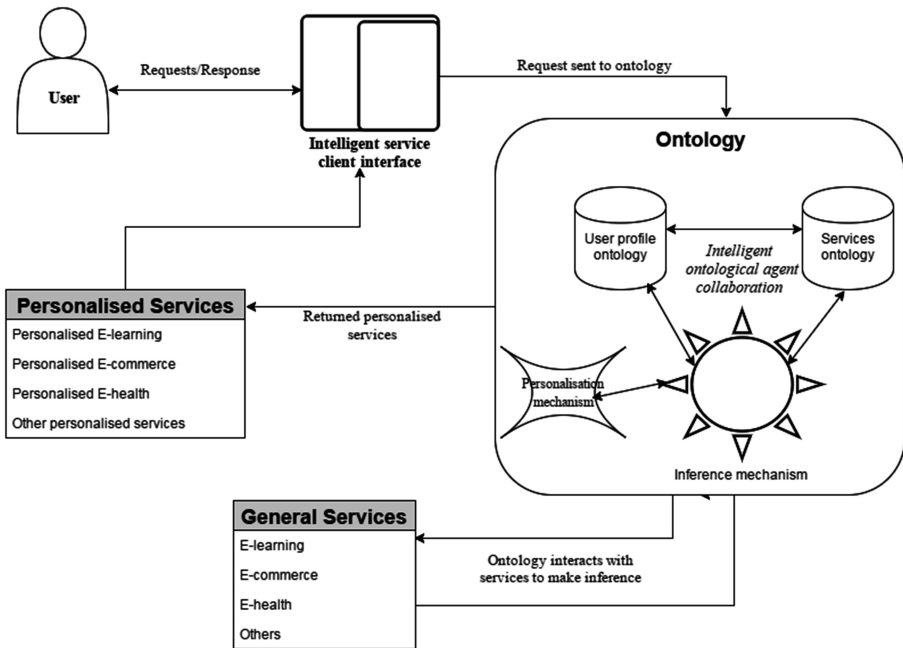 User
Requests/Response
Intelligent service
client interface
Request sent to ontology
Ontology
User profile
ontology
Services
ontology
Intelligent
ontological agent
collaboration
Personalisation
mechanism
Inference mechanism
Returned personalised
services
Personalised Services
Personalised E-learning
Personalised E-commerce
Personalised E-health
Other personalised services
General Services
E-learning
E-commerce
E-health
Others
Ontology interacts with
services to make inference